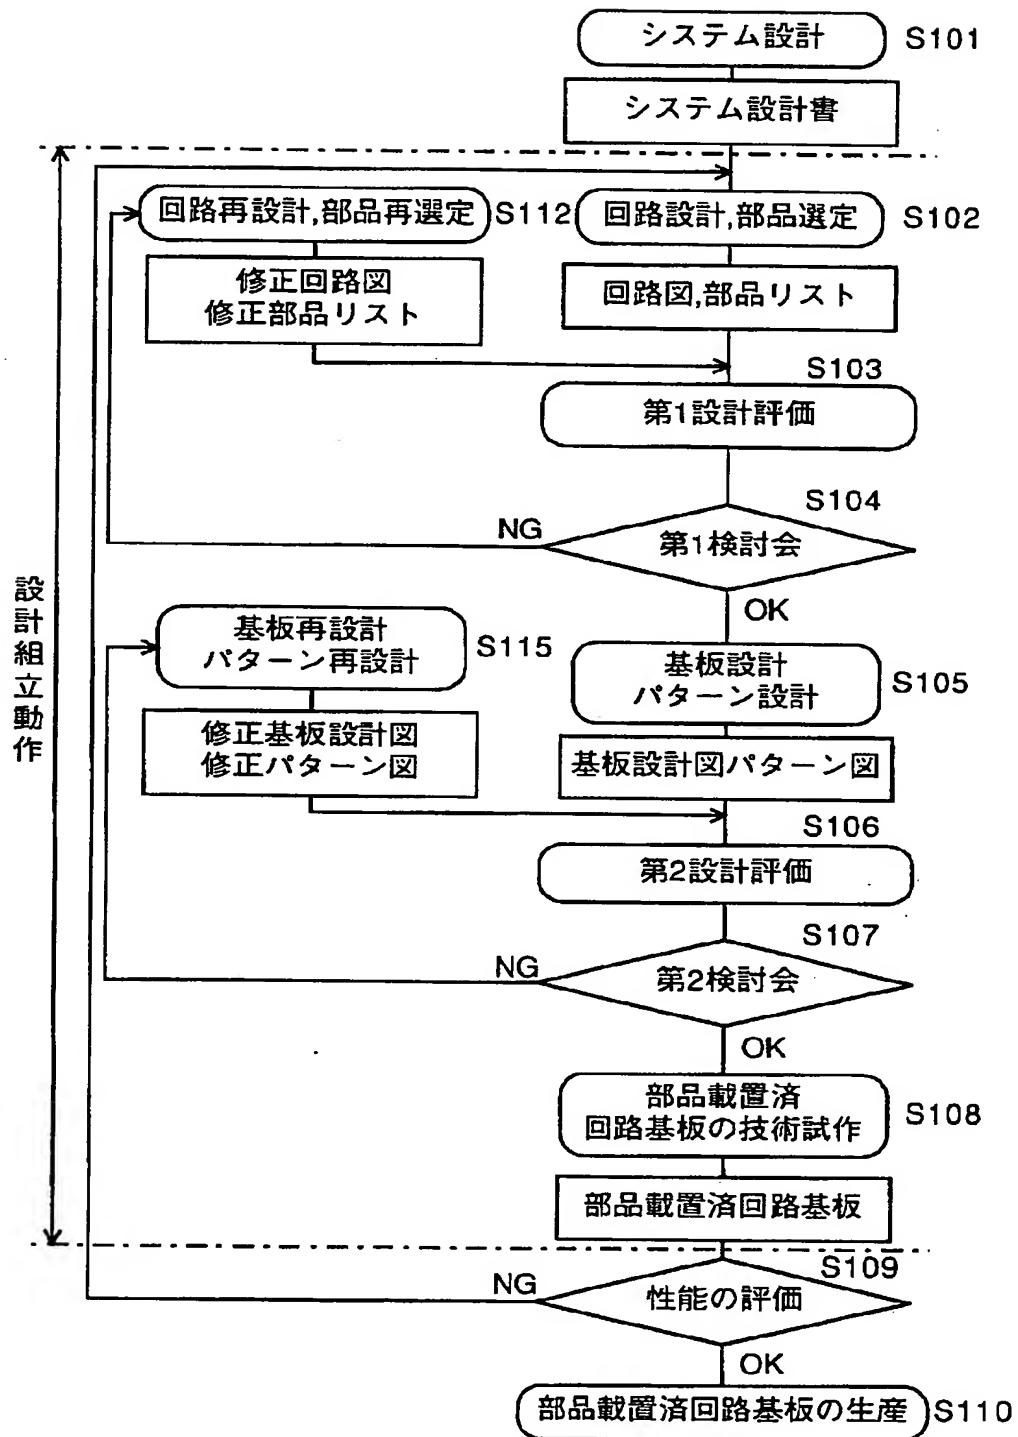 システム設計 S101
システム設計書
回路再設計,部品再選定 S112
回路設計,部品選定 S102
修正回路図
修正部品リスト
回路図,部品リスト
S103
第1設計評価
S104
NG
第1検討会
OK
設計組立動作
基板再設計
パターン再設計
S115
基板設計
パターン設計
S105
修正基板設計図
修正パターン図
基板設計図パターン図
S106
第2設計評価
S107
NG
第2検討会
OK
部品載置済
回路基板の技術試作
S108
部品載置済回路基板
S109
NG
性能の評価
OK
部品載置済回路基板の生産 S110